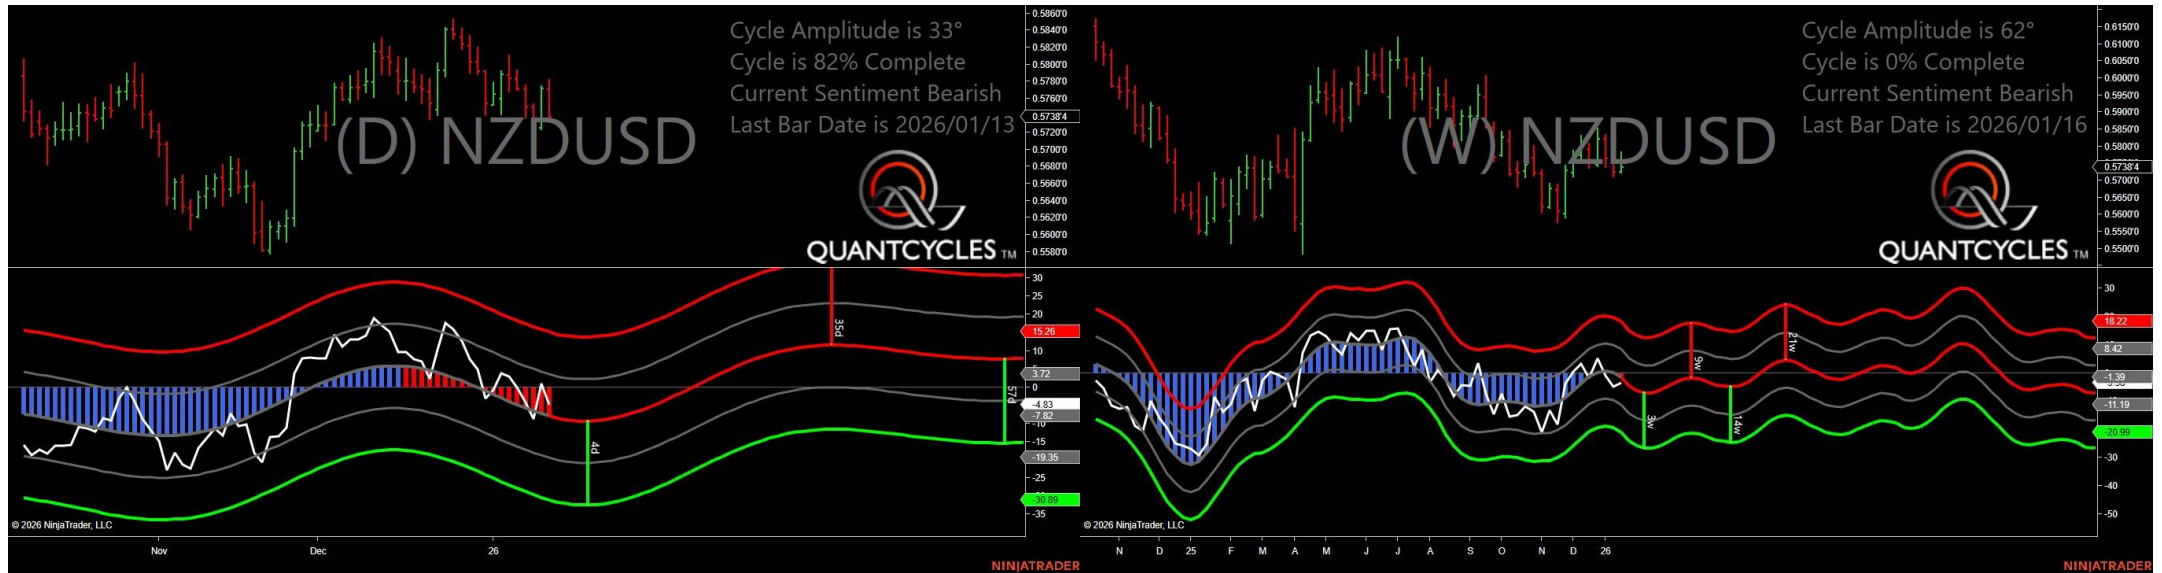 Cycle Amplitude is 33°
Cycle is 82% Complete
Current Sentiment Bearish
Last Bar Date is 2026/01/13
(D) NZDUSD
QUANTCYCLES TM
0.5860'0
0.5840'0
0.5820'0
0.5800'0
0.5780'0
0.5760'0
0.5738'4
0.5720'0
0.5700'0
0.5680'0
0.5660'0
0.5640'0
0.5620'0
0.5600'0
0.5580'0
30
25
20
15.26
10
3.72
0
-4.83
-7.82
-10
-15
-19.35
-25
-30.89
-35
35d
57d
4d
© 2026 NinjaTrader, LLC
Nov
Dec
26
NINJATRADER
Cycle Amplitude is 62°
Cycle is 0% Complete
Current Sentiment Bearish
Last Bar Date is 2026/01/16
(W) NZDUSD
QUANTCYCLES TM
0.6150'0
0.6100'0
0.6050'0
0.6000'0
0.5950'0
0.5900'0
0.5850'0
0.5800'0
0.5738'4
0.5700'0
0.5650'0
0.5600'0
0.5550'0
0.5500'0
30
18.22
8.42
-1.39
-11.19
-20.99
-30
-40
-50
9w
21w
3w
14w
© 2026 NinjaTrader, LLC
N D 25 F M A M J J A S O N D 26
NINJATRADER